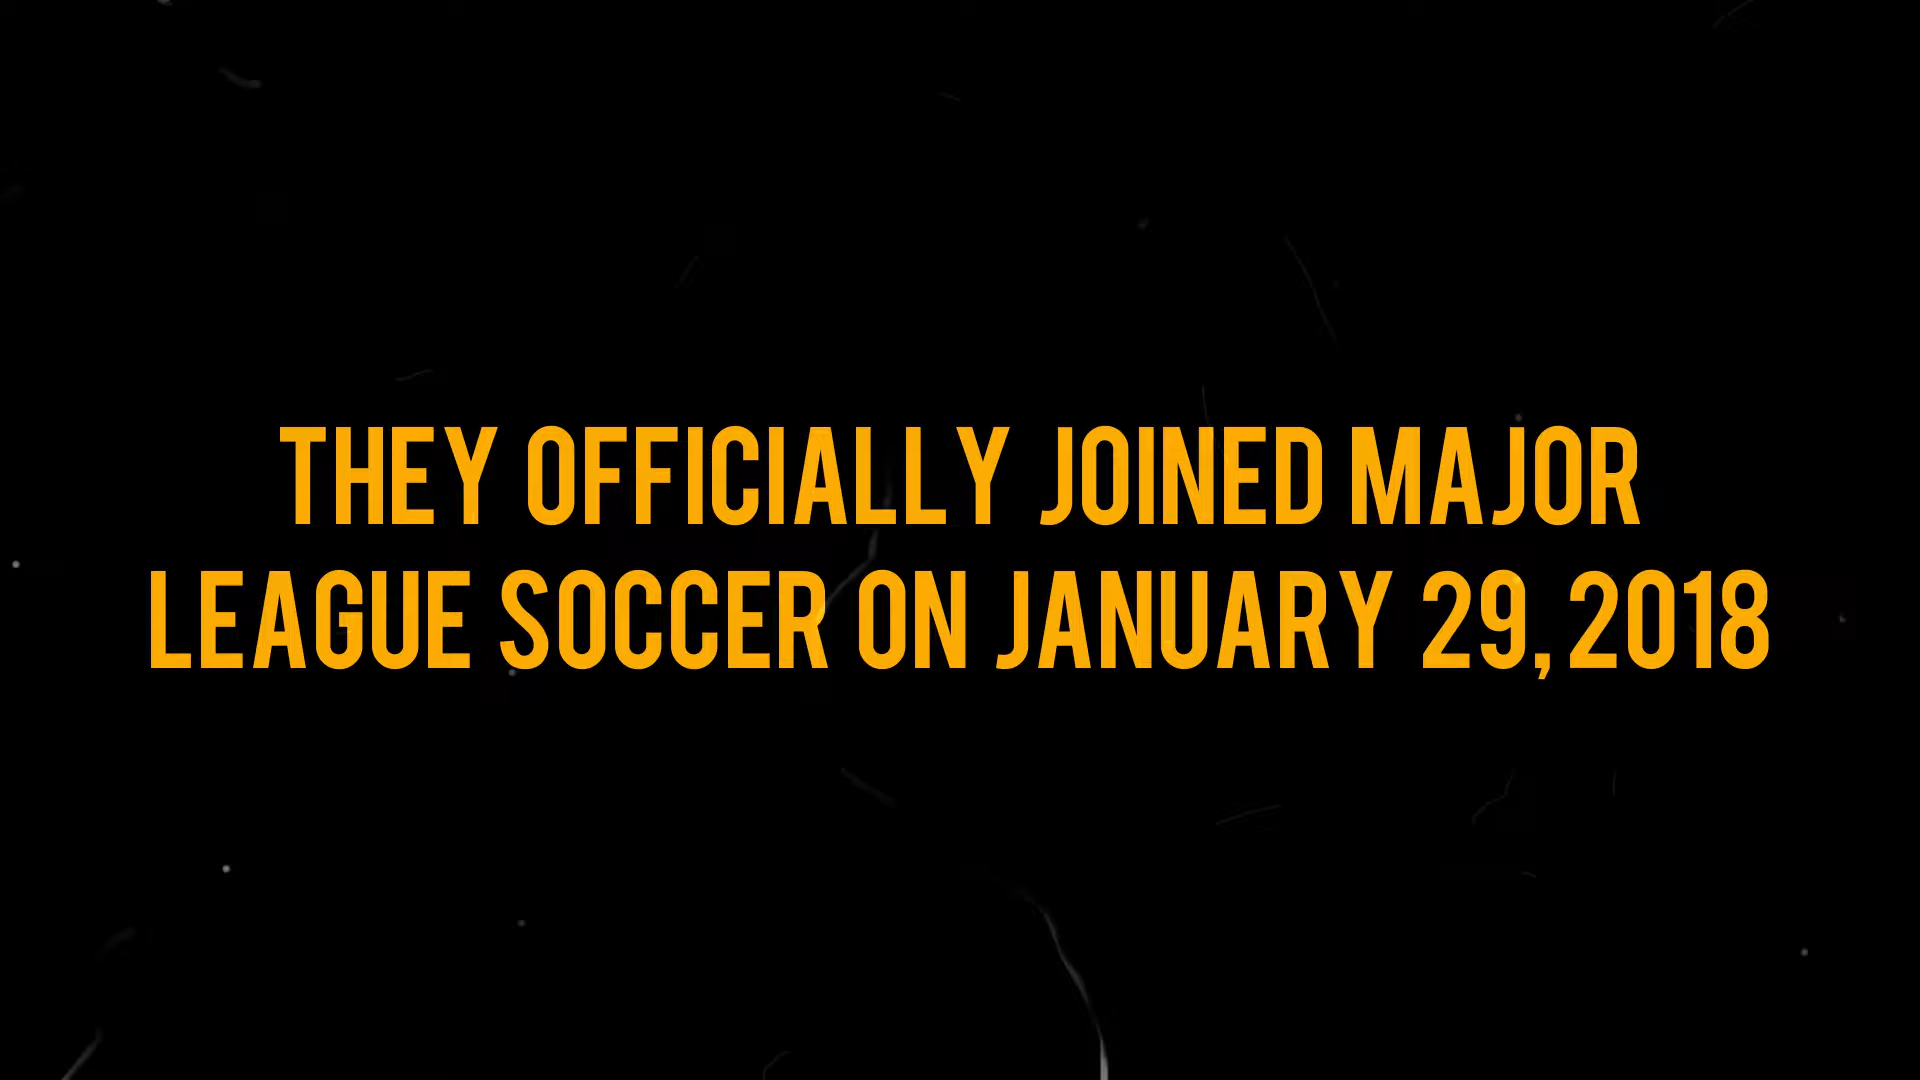 THEY OFFICIALLY JOINED MAJOR
LEAGUE SOCCER ON JANUARY 29, 2018